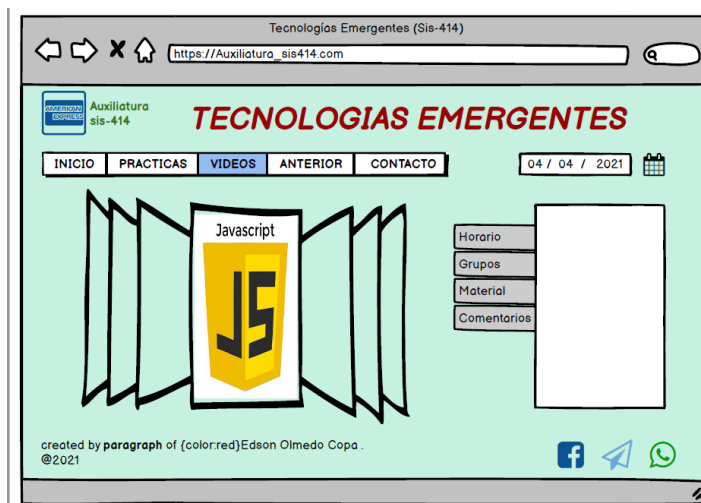 Tecnologías Emergentes (Sis-414)
https://Auxiliatura_sis414.com
AMERICAN EXPRESS
Auxiliatura
sis-414
TECNOLOGIAS EMERGENTES
INICIO PRACTICAS VIDEOS ANTERIOR CONTACTO
04 / 04 / 2021
Javascript
JS
Horario
Grupos
Material
Comentarios
created by paragraph of {color:red}Edson Olmedo Copa .
@2021